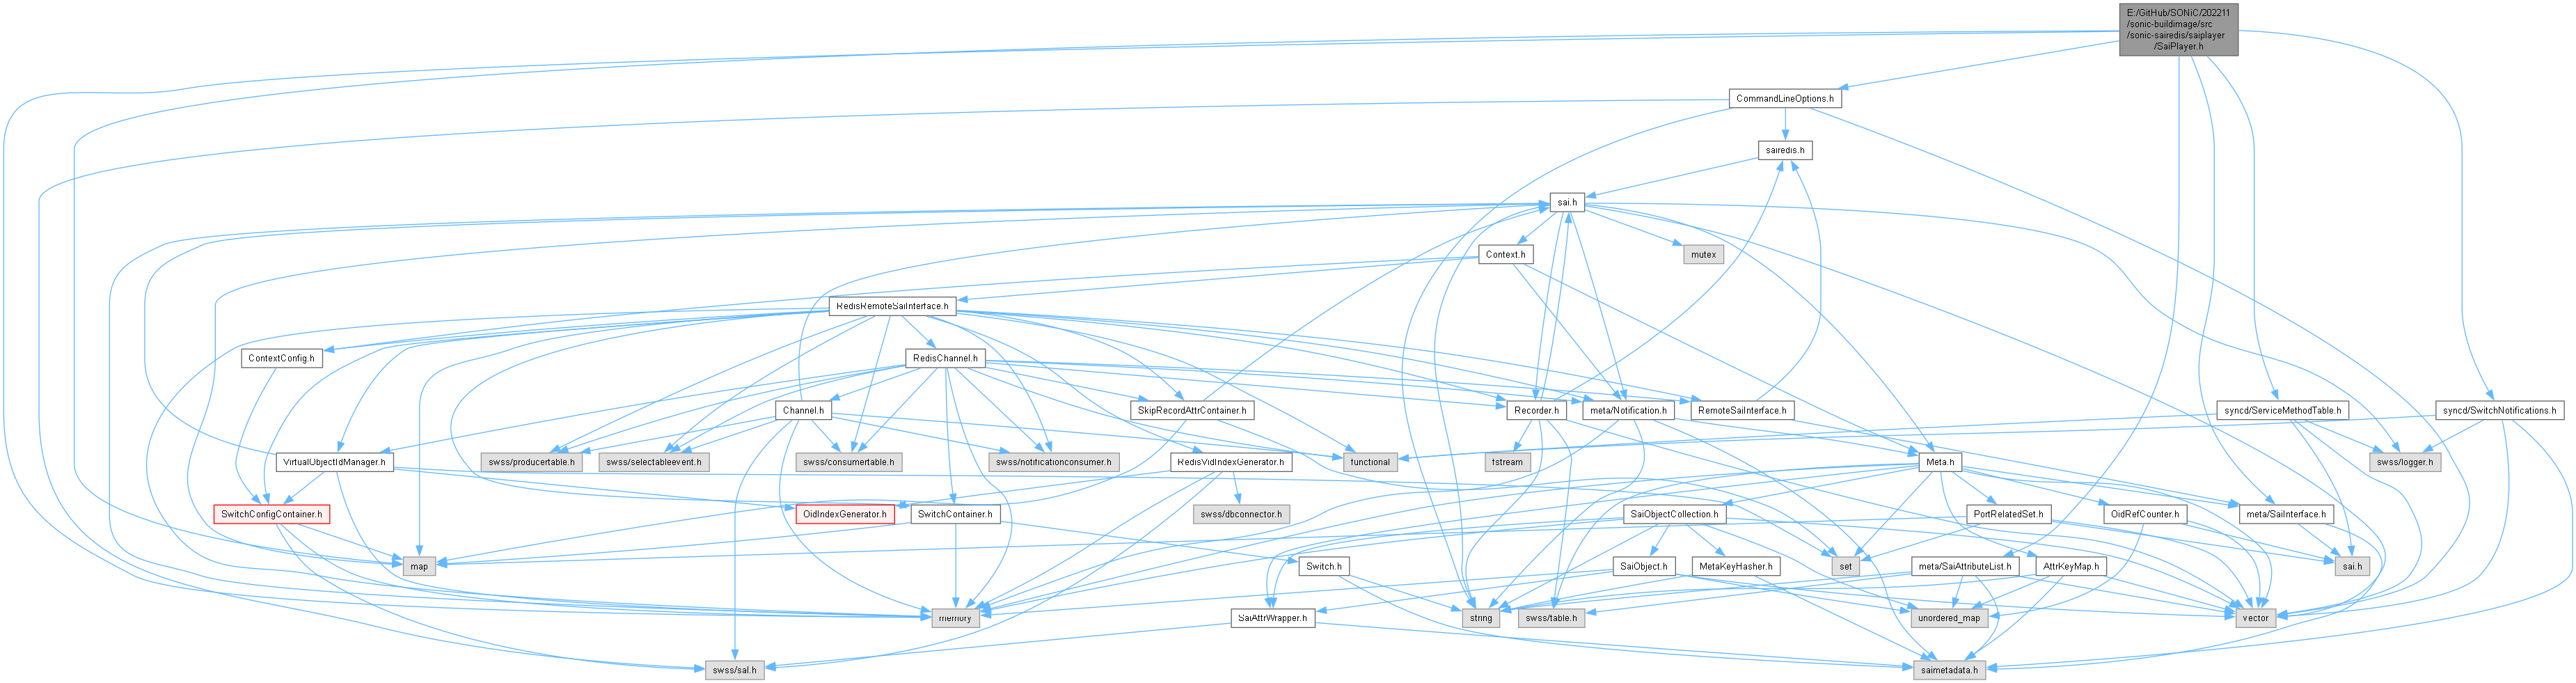 E:/GitHub/SONiC/202211
/sonic-buildimage/src
/sonic-sairedis/saiplayer
/SaiPlayer.h
CommandLineOptions.h
sairedis.h
sai.h
Context.h
mutex
RedisRemoteSaiInterface.h
ContextConfig.h
RedisChannel.h
Channel.h
SkipRecordAttrContainer.h
Recorder.h
meta/Notification.h
RemoteSaiInterface.h
syncd/ServiceMethodTable.h
syncd/SwitchNotifications.h
VirtualObjectIdManager.h
swss/producertable.h
swss/selectableevent.h
swss/consumertable.h
swss/notificationconsumer.h
RedisVidIndexGenerator.h
functional
fstream
Meta.h
swss/logger.h
SwitchConfigContainer.h
OidIndexGenerator.h
SwitchContainer.h
swss/dbconnector.h
SaiObjectCollection.h
PortRelatedSet.h
OidRefCounter.h
meta/SaiInterface.h
map
Switch.h
SaiObject.h
MetaKeyHasher.h
set
meta/SaiAttributeList.h
AttrKeyMap.h
sai.h
memory
SaiAttrWrapper.h
string
swss/table.h
unordered_map
vector
swss/sal.h
saimetadata.h